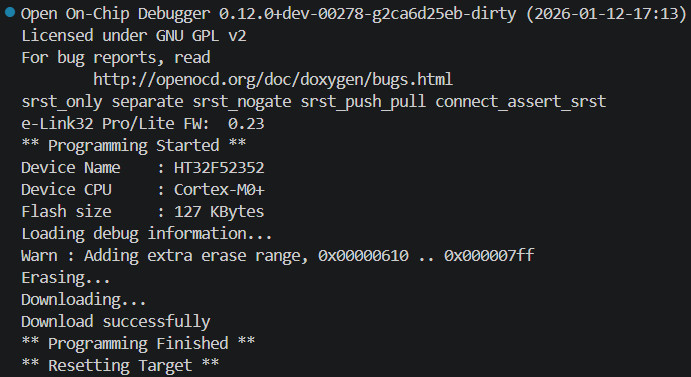 Open On-Chip Debugger 0.12.0+dev-00278-g2ca6d25eb-dirty (2026-01-12-17:13)
Licensed under GNU GPL v2
For bug reports, read
        http://openocd.org/doc/doxygen/bugs.html
srst_only separate srst_nogate srst_push_pull connect_assert_srst
e-Link32 Pro/Lite FW:  0.23
** Programming Started **
Device Name    : HT32F52352
Device CPU     : Cortex-M0+
Flash size     : 127 KBytes
Loading debug information...
Warn : Adding extra erase range, 0x00000610 .. 0x000007ff
Erasing...
Downloading...
Download successfully
** Programming Finished **
** Resetting Target **